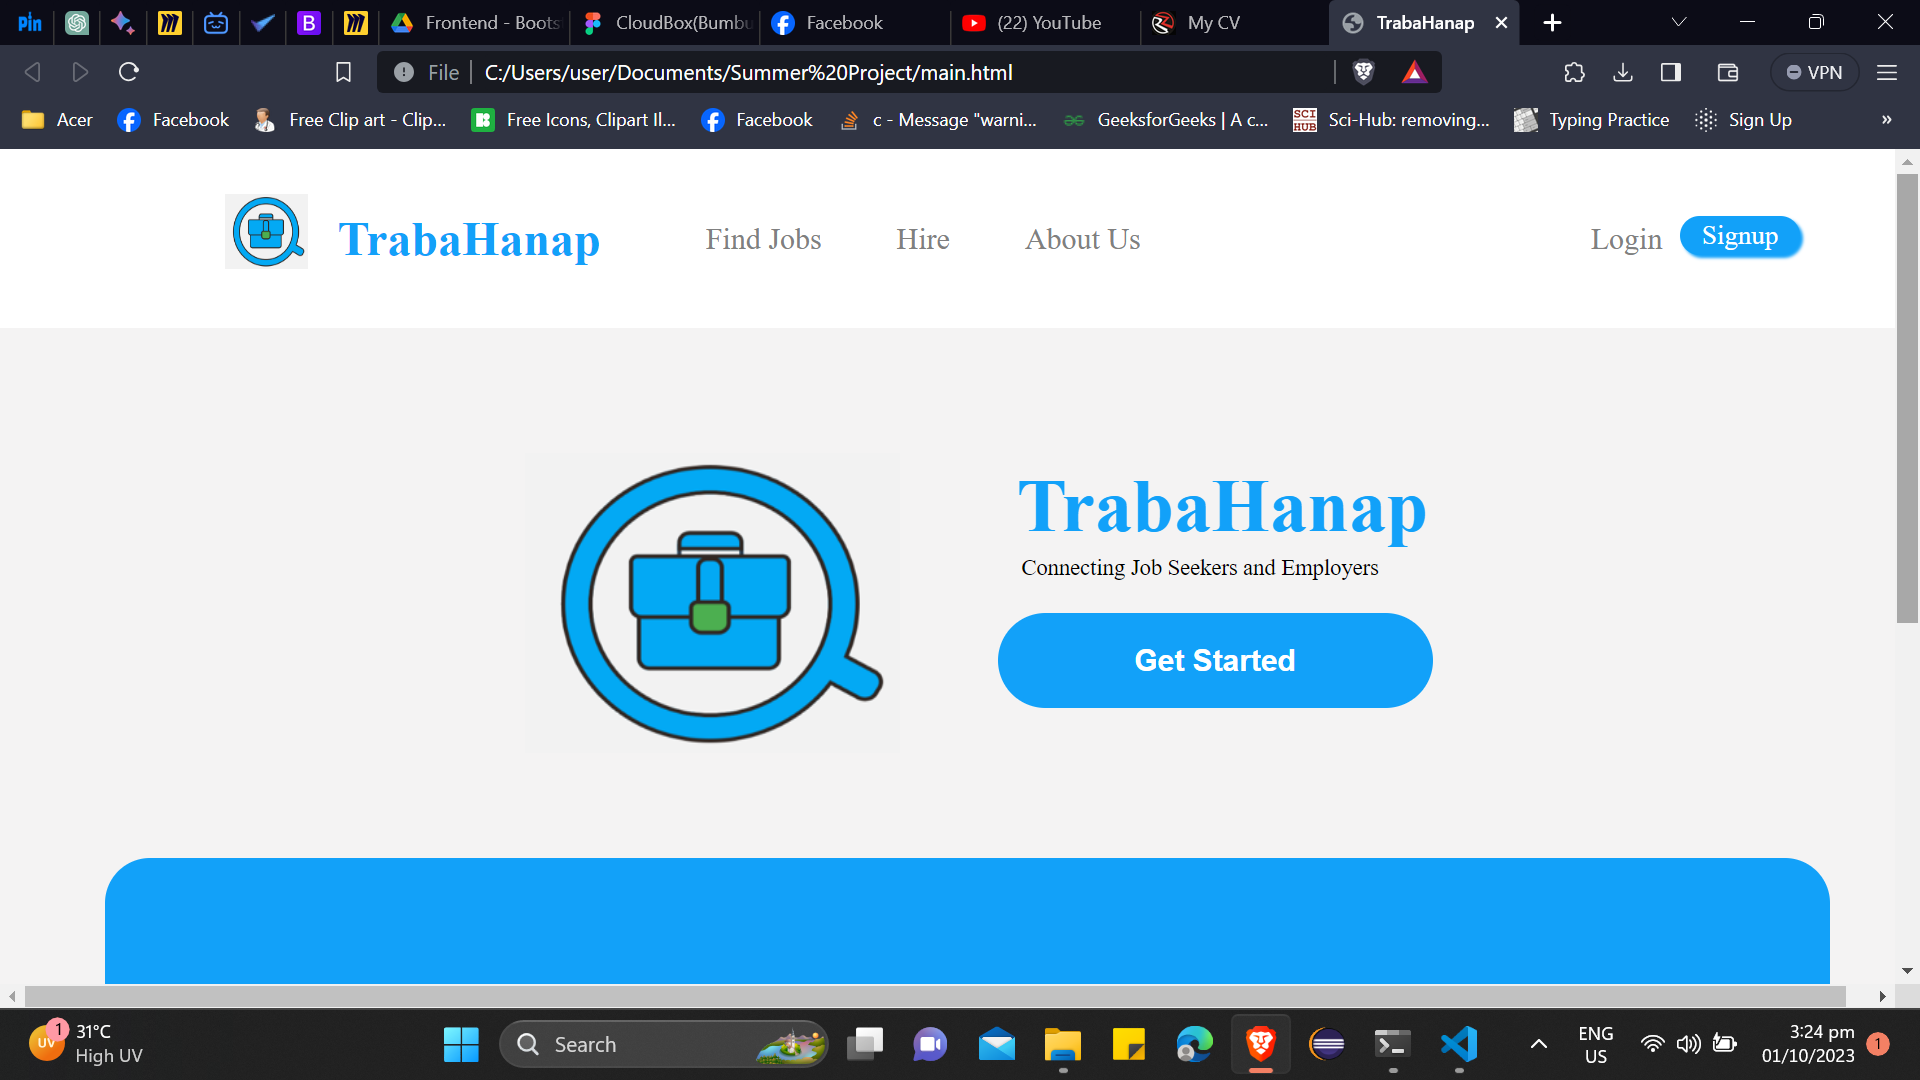 Pin
B
Frontend - Boots
CloudBox(Bumbu
Facebook
(22) YouTube
My CV
TrabaHanap
File
C:/Users/user/Documents/Summer%20Project/main.html
VPN
Acer
Facebook
Free Clip art - Clip...
Free Icons, Clipart Il...
Facebook
c - Message "warni...
GeeksforGeeks | A c...
SCI
HUB
Sci-Hub: removing...
Typing Practice
Sign Up
»
TrabaHanap
Find Jobs
Hire
About Us
Login
Signup
TrabaHanap
Connecting Job Seekers and Employers
Get Started
UV
1
31°C
High UV
Search
ENG
US
3:24 pm
01/10/2023
1